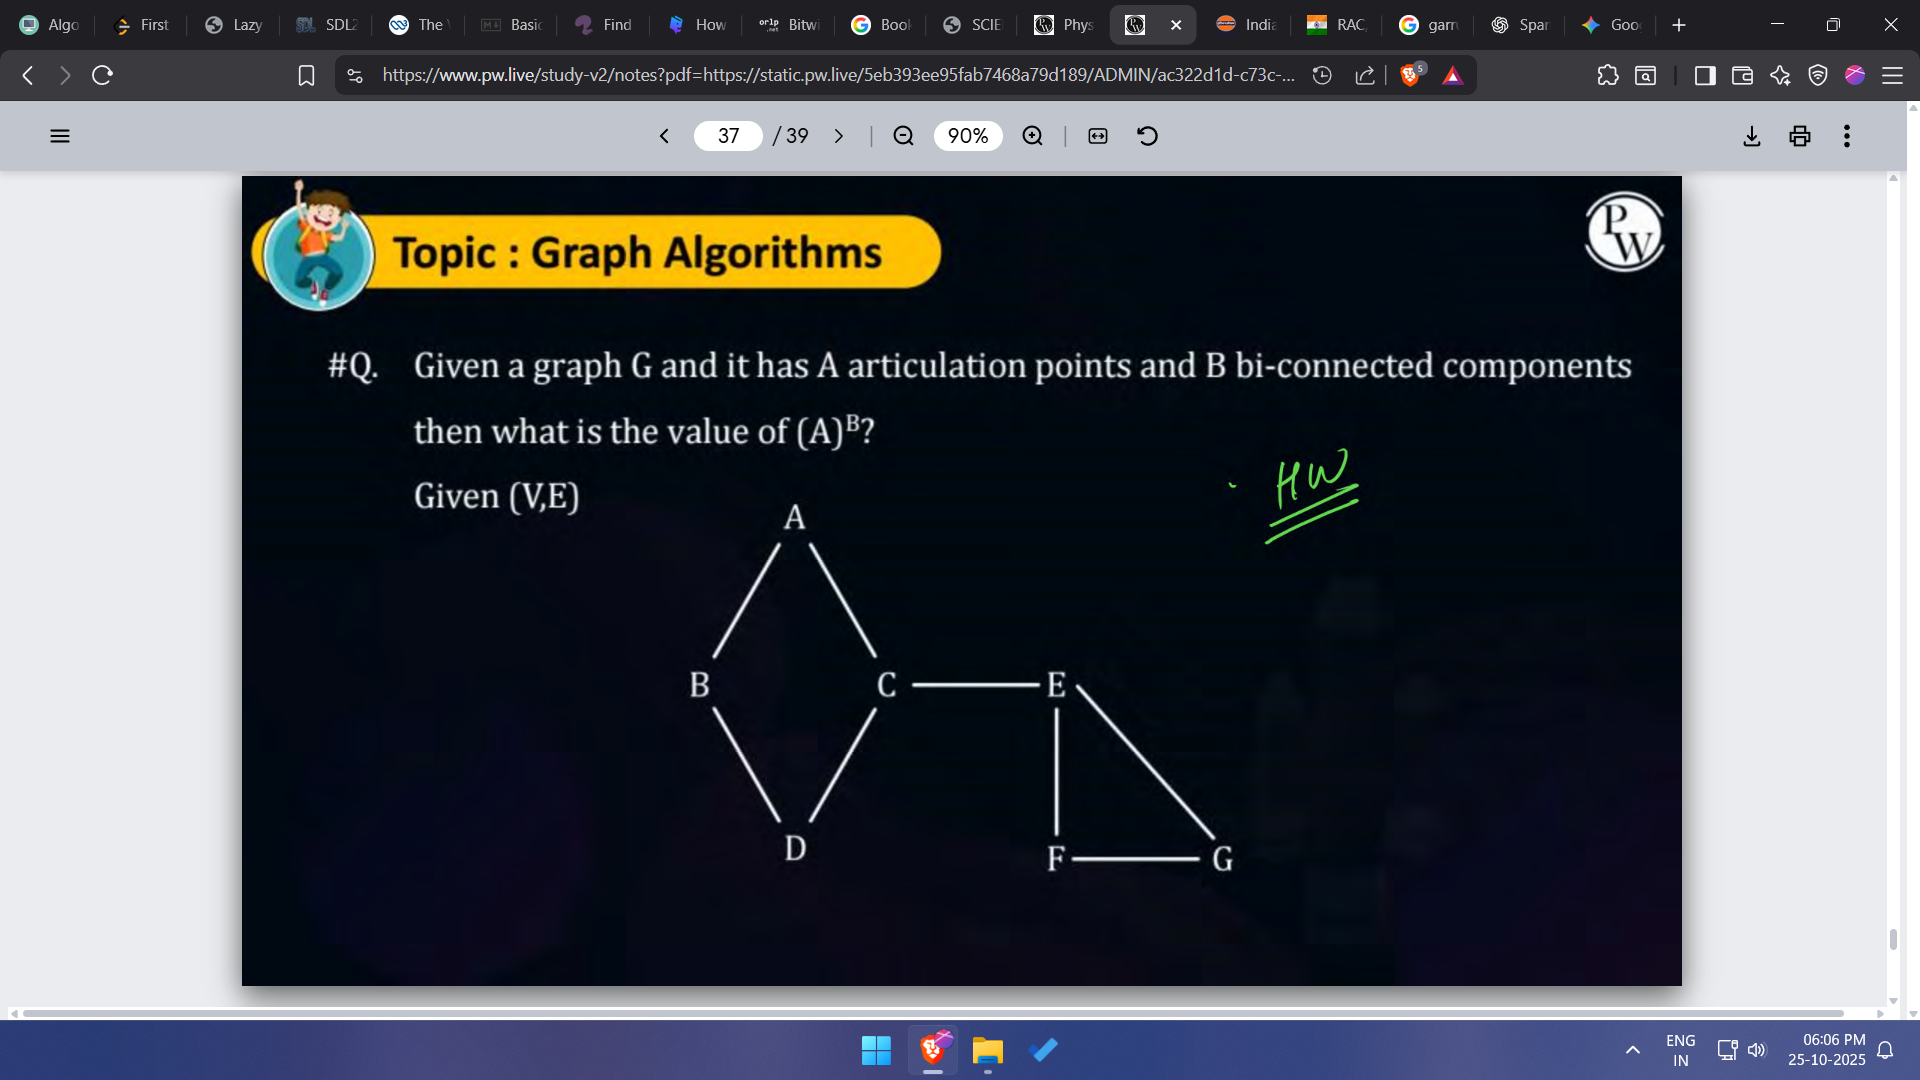 Algo First Lazy SDL2 The Basic Find How Bitwi Book SCIE Phys India RAC, garr Spar Goo
https://www.pw.live/study-v2/notes?pdf=https://static.pw.live/5eb393ee95fab7468a79d189/ADMIN/ac322d1d-c73c-... 5
37 / 39 90%
Topic : Graph Algorithms
PW
#Q. Given a graph G and it has A articulation points and B bi-connected components
then what is the value of (A)ᴮ?
HW
Given (V,E)
A
B C E
D
F G
ENG 06:06 PM
IN 25-10-2025